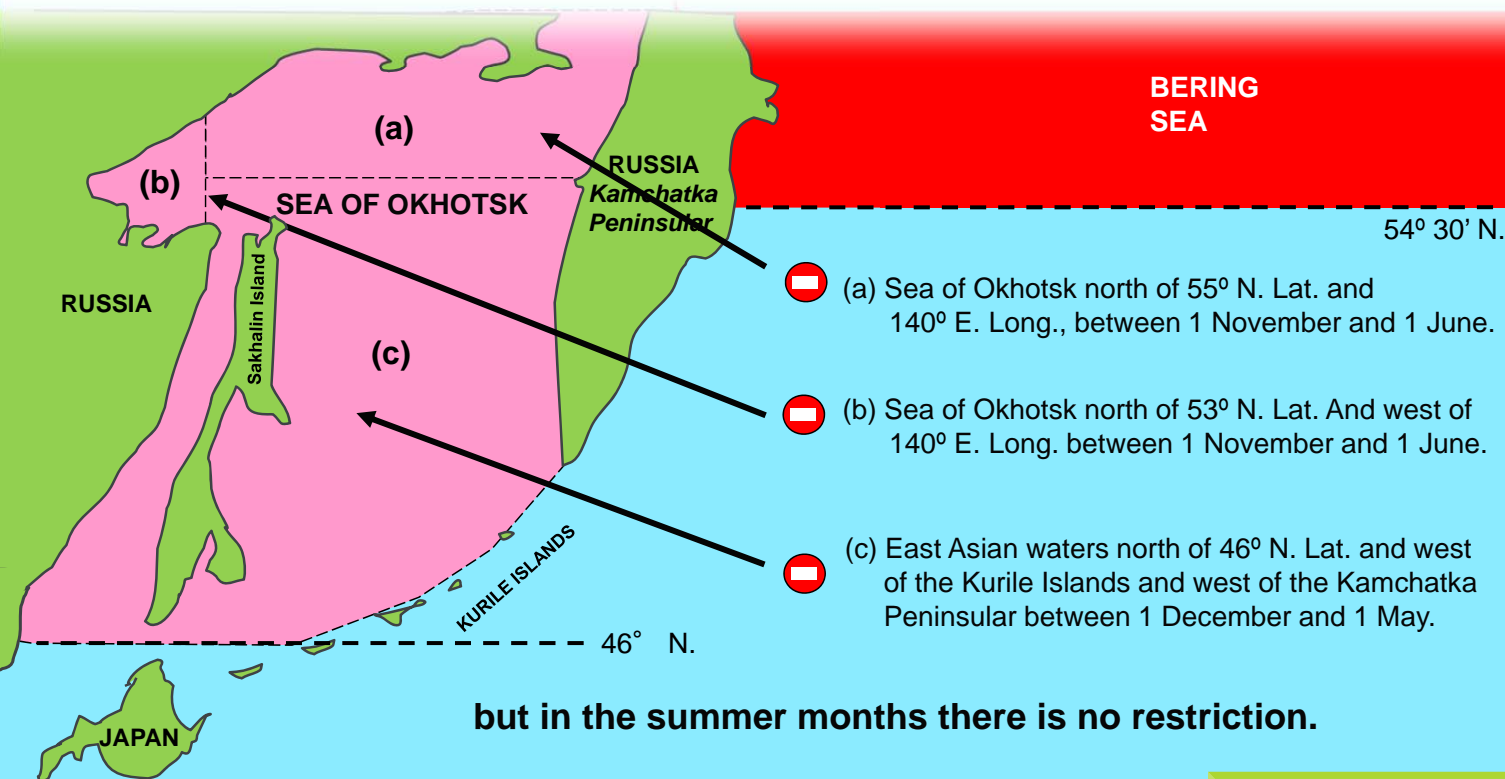 BERING
SEA
(a)
(b)
RUSSIA
Kamchatka
Peninsular
SEA OF OKHOTSK
54º 30’ N.
(a) Sea of Okhotsk north of 55º N. Lat. and
140º E. Long., between 1 November and 1 June.
RUSSIA
Sakhalin Island
(c)
(b) Sea of Okhotsk north of 53º N. Lat. And west of
140º E. Long. between 1 November and 1 June.
(c) East Asian waters north of 46º N. Lat. and west
of the Kurile Islands and west of the Kamchatka
Peninsular between 1 December and 1 May.
KURILE ISLANDS
46° N.
but in the summer months there is no restriction.
JAPAN